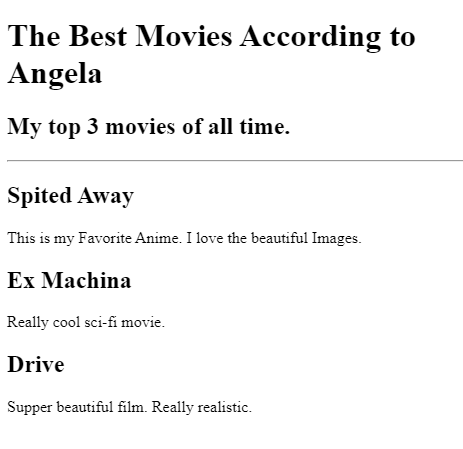 The Best Movies According to
Angela
My top 3 movies of all time.
Spited Away
This is my Favorite Anime. I love the beautiful Images.
Ex Machina
Really cool sci-fi movie.
Drive
Supper beautiful film. Really realistic.